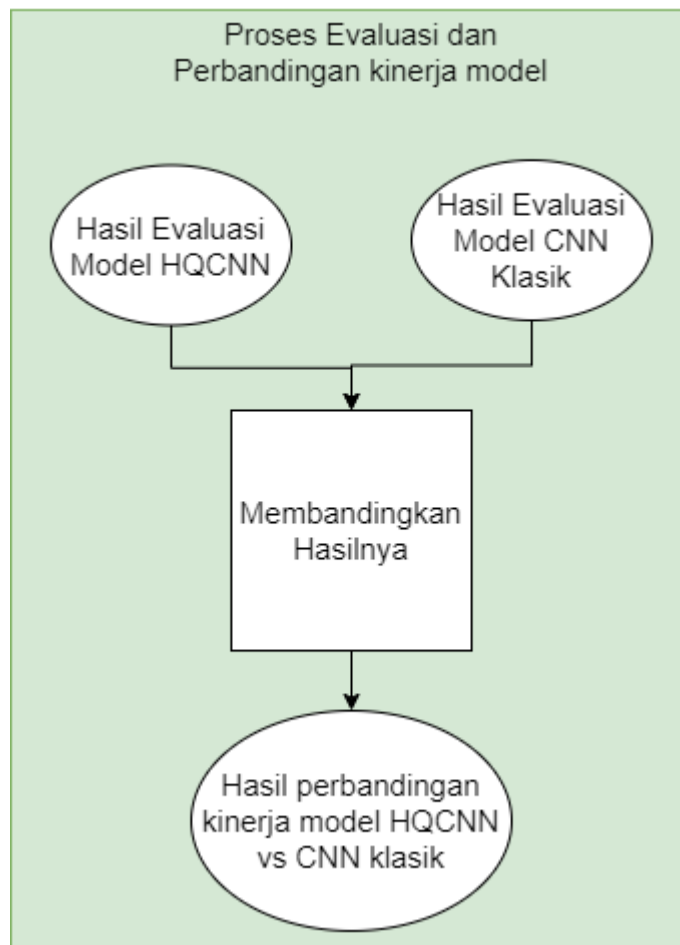 Proses Evaluasi dan
Perbandingan kinerja model
Hasil Evaluasi
Model HQCNN
Hasil Evaluasi
Model CNN
Klasik
Membandingkan
Hasilnya
Hasil perbandingan
kinerja model HQCNN
vs CNN klasik